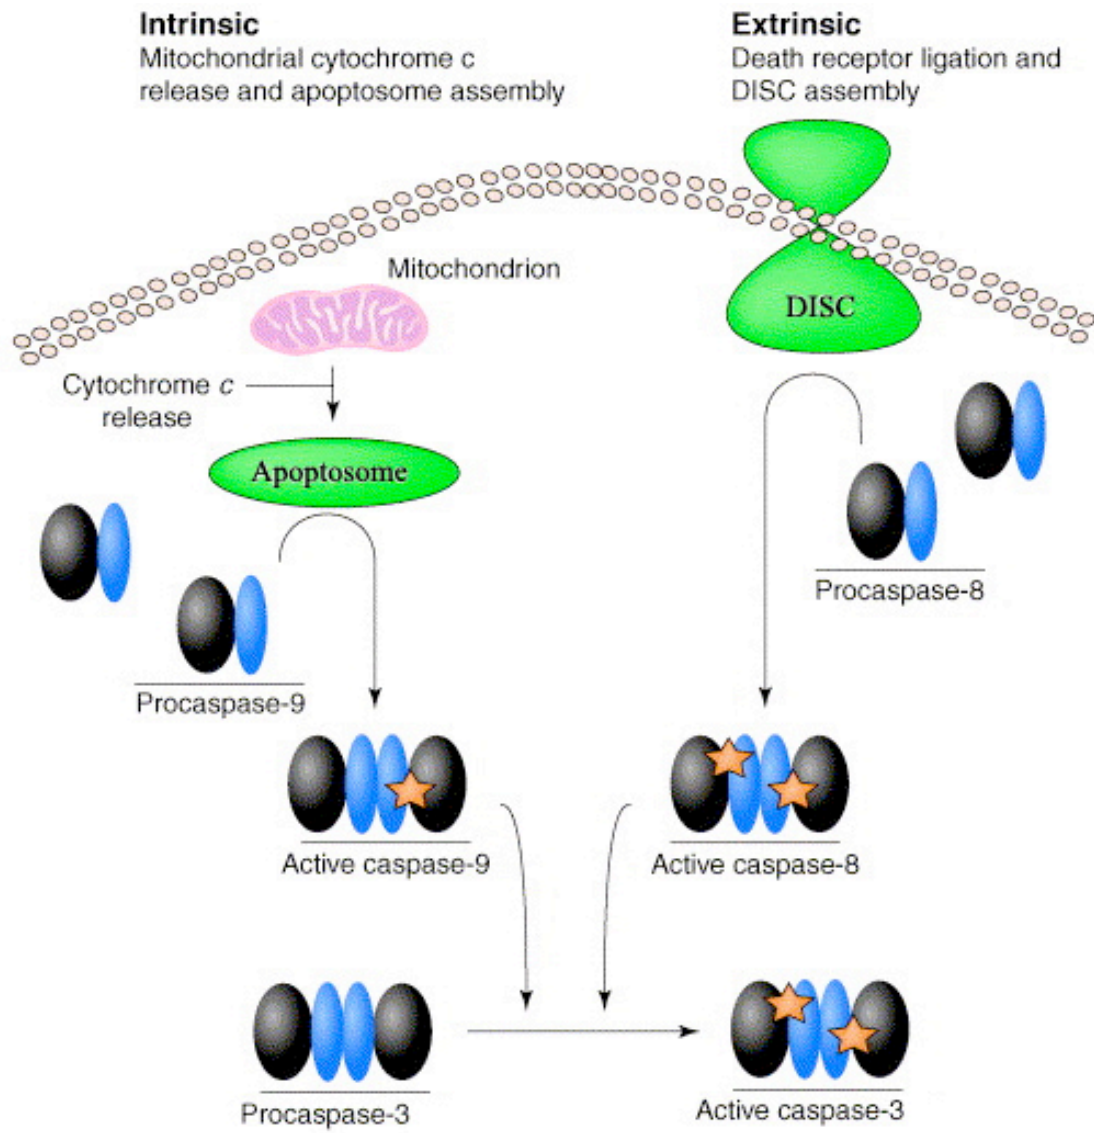 Intrinsic
Mitochondrial cytochrome c
release and apoptosome assembly
Extrinsic
Death receptor ligation and
DISC assembly
Mitochondrion
DISC
Cytochrome c
release
Apoptosome
Procaspase-8
Procaspase-9
Active caspase-9
Active caspase-8
Procaspase-3
Active caspase-3